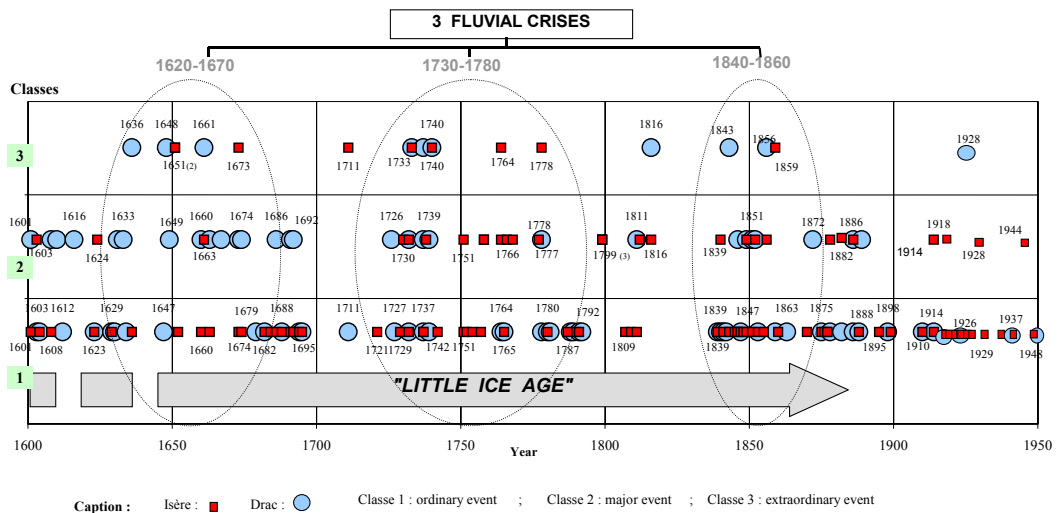 3 FLUVIAL CRISES
1620-1670 1730-1780 1840-1860
Classes
1636 1648 1661 1740 1816 1843 1856 1928
3
1651(2) 1673 1711 1733 1740 1764 1778 1859
1601 1616 1633 1649 1660 1674 1686 1692 1726 1739 1778 1811 1851 1872 1886 1918 1944
1603 1624 1663 1730 1751 1766 1777 1799 (3) 1816 1839 1882 1914 1928
2
1603 1612 1629 1647 1679 1688 1711 1727 1737 1764 1780 1792 1839 1847 1863 1875 1888 1898 1914 1926 1937
1601 1608 1623 1660 1674 1682 1695 1721 1729 1742 1751 1765 1787 1809 1839 1895 1910 1929 1948
1
"LITTLE ICE AGE"
1600 1650 1700 1750 1800 1850 1900 1950
Year
Caption : Isère : Drac : Classe 1 : ordinary event ; Classe 2 : major event ; Classe 3 : extraordinary event